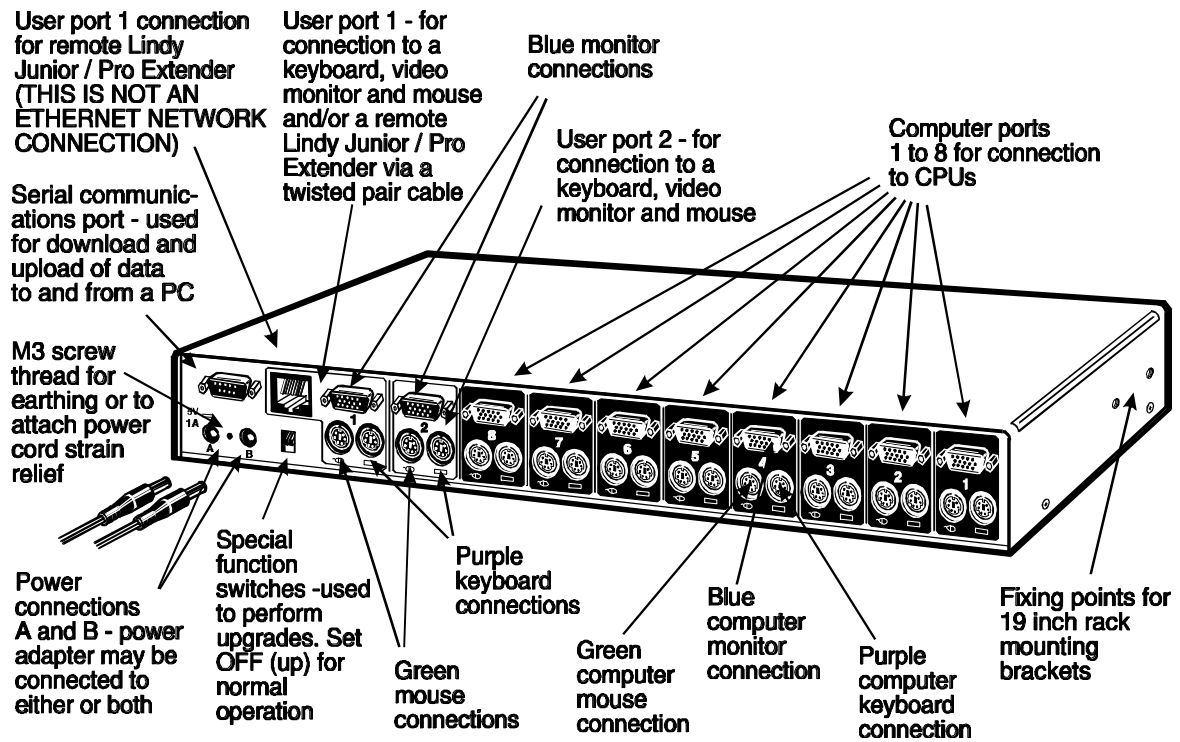 User port 1 connection
for remote Lindy
Junior / Pro Extender
(THIS IS NOT AN
ETHERNET NETWORK
CONNECTION)
User port 1 - for
connection to a
keyboard, video
monitor and mouse
and/or a remote
Lindy Junior / Pro
Extender via a
twisted pair cable
Blue monitor
connections
User port 2 - for
connection to a
keyboard, video
monitor and mouse
Computer ports
1 to 8 for connection
to CPUs
Serial communic-
ations port - used
for download and
upload of data
to and from a PC
M3 screw
thread for
earthing or to
attach power
cord strain
relief
5V
1A
A
B
1
2
8
7
6
5
4
3
2
1
Power
connections
A and B - power
adapter may be
connected to
either or both
Special
function
switches -used
to perform
upgrades. Set
OFF (up) for
normal
operation
Green
mouse
connections
Purple
keyboard
connections
Green
computer
mouse
connection
Blue
computer
monitor
connection
Purple
computer
keyboard
connection
Fixing points for
19 inch rack
mounting
brackets